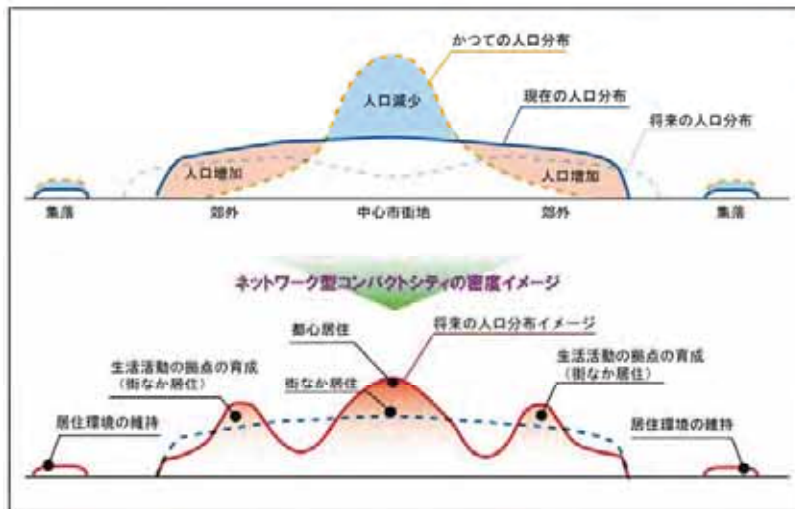 かつての人口分布
人口減少
現在の人口分布
将来の人口分布
人口増加
人口増加
集落
郊外
中心市街地
郊外
集落
ネットワーク型コンパクトシティの密度イメージ
都心居住
将来の人口分布イメージ
生活活動の拠点の育成
(街なか居住)
街なか居住
生活活動の拠点の育成
(街なか居住)
居住環境の維持
居住環境の維持